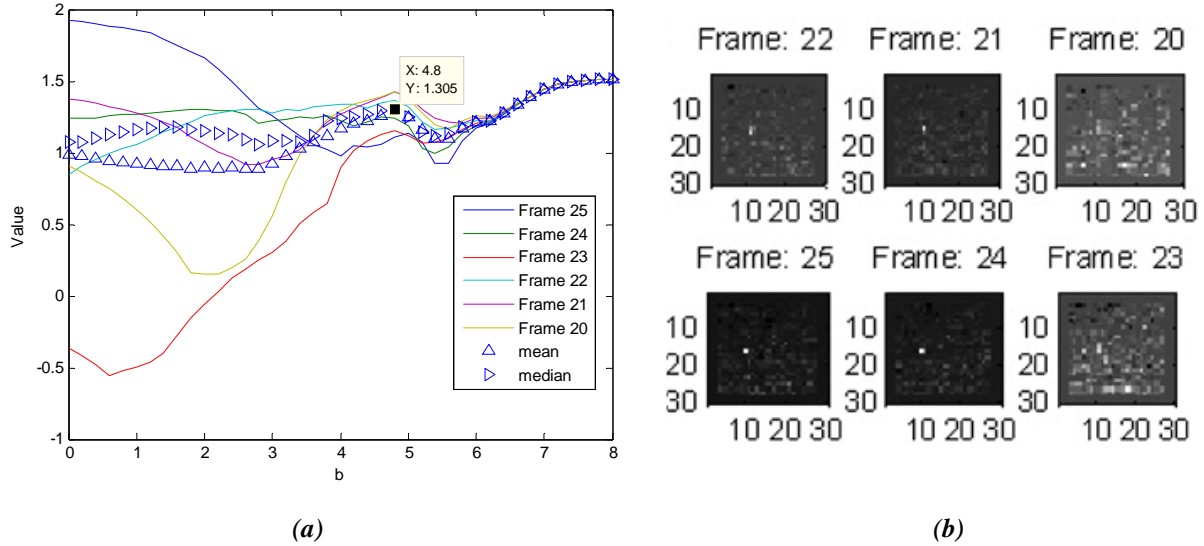 2
1.5
1
0.5
0
-0.5
-1
0 1 2 3 4 5 6 7 8
Value
b
X: 4.8
Y: 1.305
Frame 25
Frame 24
Frame 23
Frame 22
Frame 21
Frame 20
mean
median
(a)
Frame: 22 Frame: 21 Frame: 20
10 10 10
20 20 20
30 30 30
10 20 30 10 20 30 10 20 30
Frame: 25 Frame: 24 Frame: 23
10 10 10
20 20 20
30 30 30
10 20 30 10 20 30 10 20 30
(b)